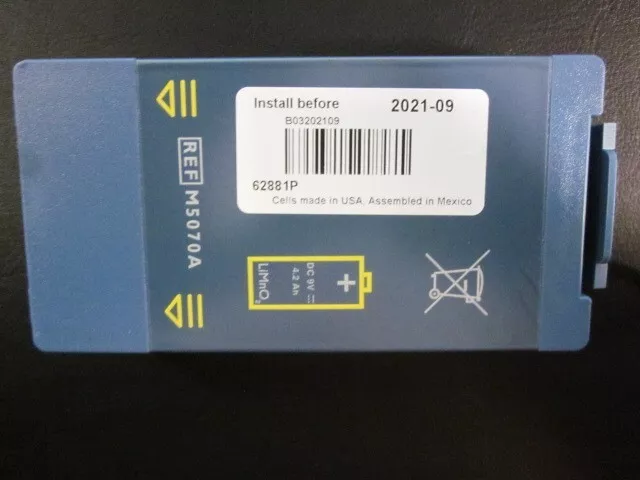 Install before 2021-09
B03202109
62881P
Cells made in USA. Assembled in Mexico
REF M5070A
DC 9V ⎓
4.2 Ah
LiMnO₂
+